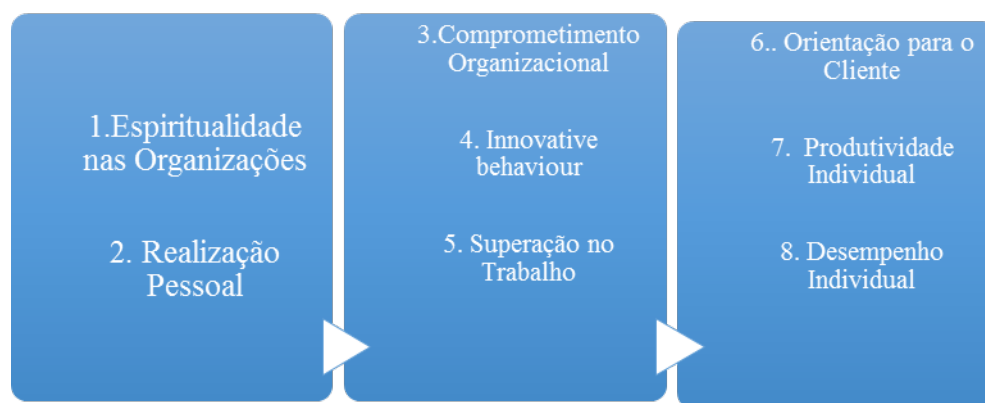 1.Espiritualidade
nas Organizações
2. Realização
Pessoal
3.Comprometimento
Organizacional
4. Innovative
behaviour
5. Superação no
Trabalho
6.. Orientação para o
Cliente
7. Produtividade
Individual
8. Desempenho
Individual